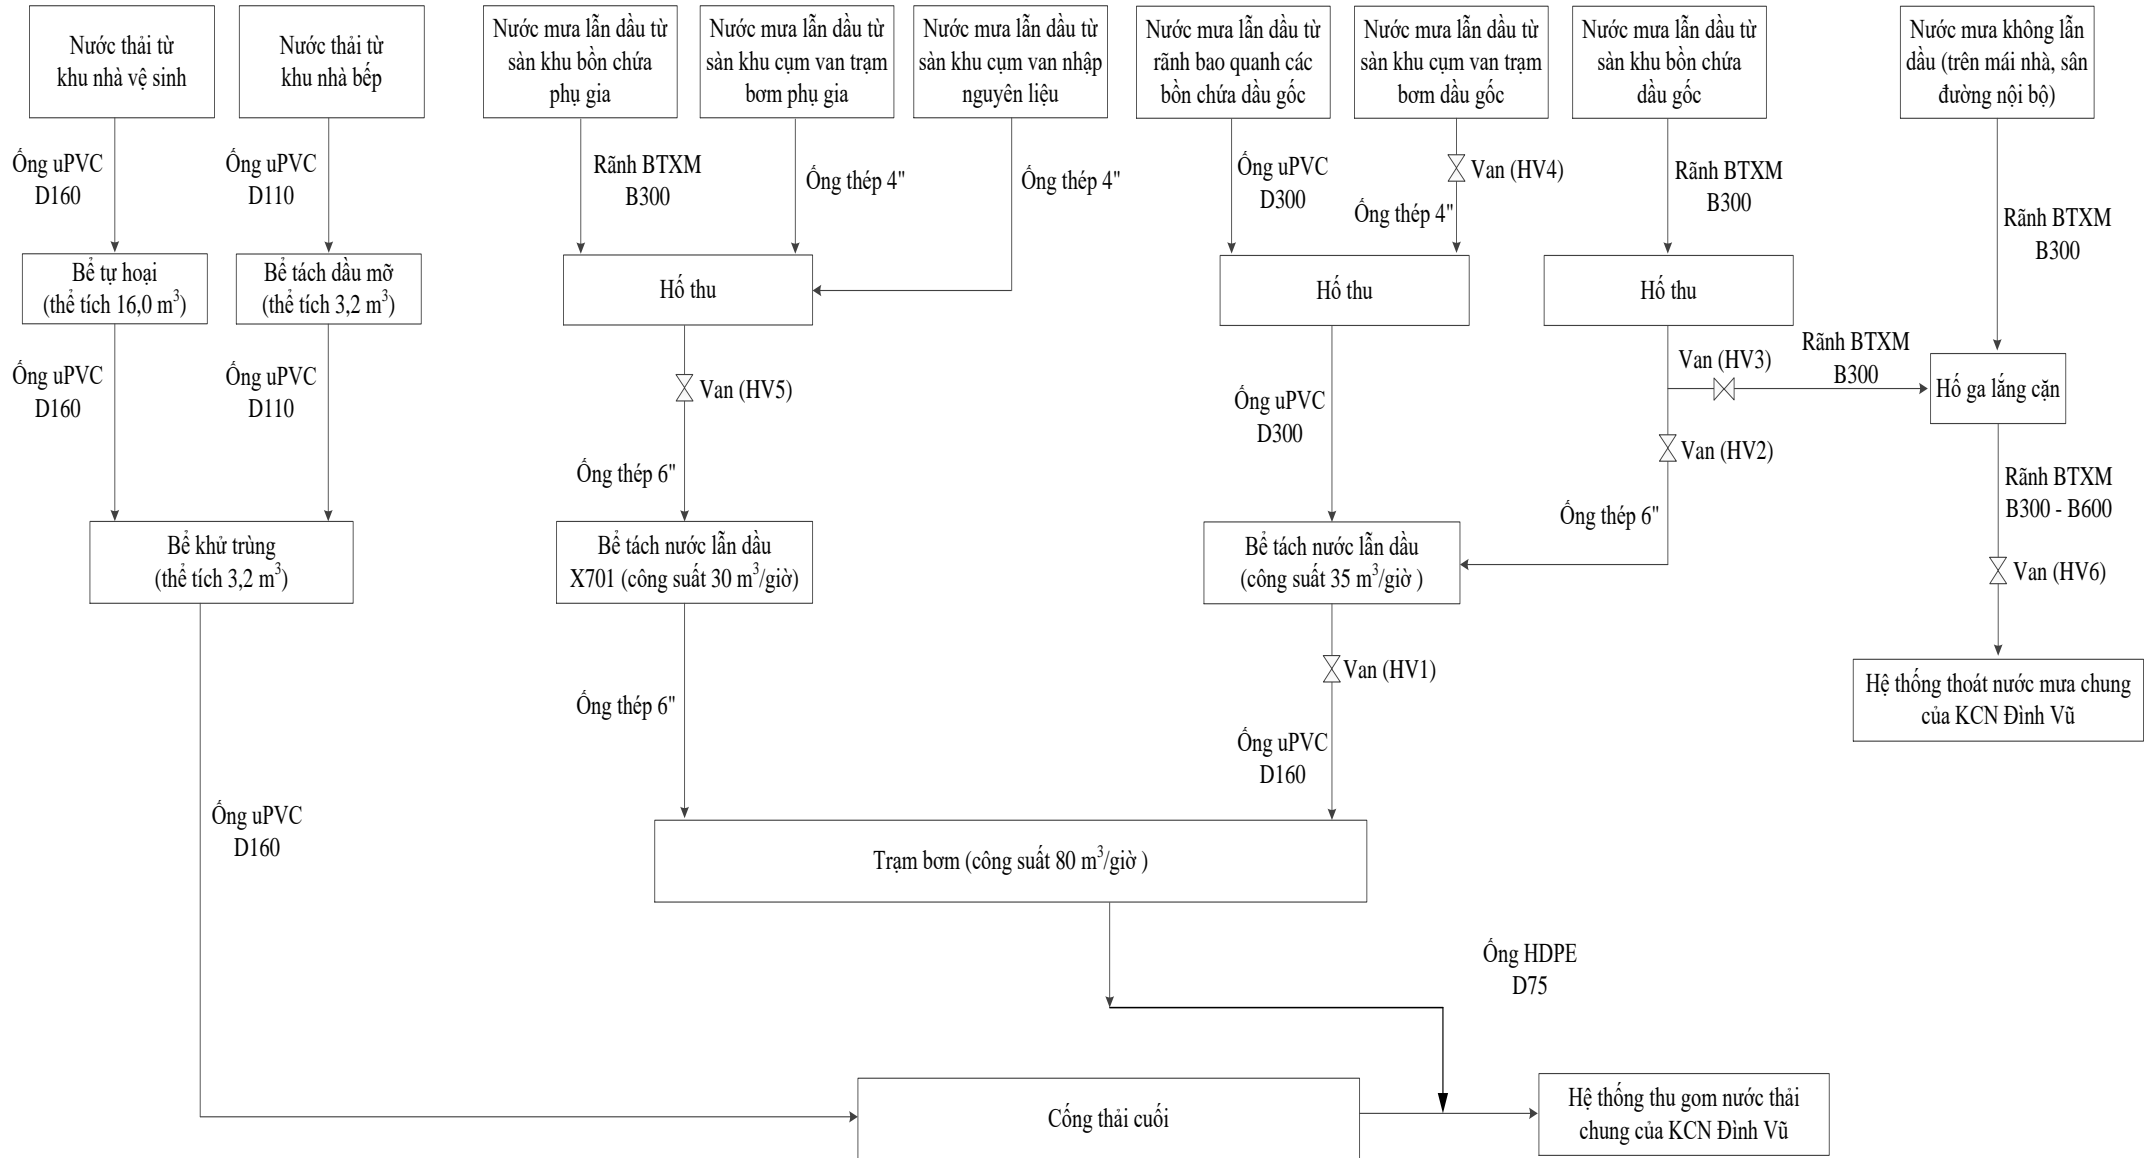 Nước thải từ
khu nhà vệ sinh
Nước thải từ
khu nhà bếp
Nước mưa lẫn dầu từ
sàn khu bồn chứa
phụ gia
Nước mưa lẫn dầu từ
sàn khu cụm van trạm
bơm phụ gia
Nước mưa lẫn dầu từ
sàn khu cụm van nhập
nguyên liệu
Nước mưa lẫn dầu từ
rãnh bao quanh các
bồn chứa dầu gốc
Nước mưa lẫn dầu từ
sàn khu cụm van trạm
bơm dầu gốc
Nước mưa lẫn dầu từ
sàn khu bồn chứa
dầu gốc
Nước mưa không lẫn
dầu (trên mái nhà, sân
đường nội bộ)
Ống uPVC
D160
Ống uPVC
D110
Rãnh BTXM
B300
Ống thép 4"
Ống thép 4"
Ống uPVC
D300
Van (HV4)
Ống thép 4"
Rãnh BTXM
B300
Rãnh BTXM
B300
Bể tự hoại
(thể tích 16,0 m³)
Bể tách dầu mỡ
(thể tích 3,2 m³)
Hố thu
Hố thu
Hố thu
Ống uPVC
D160
Ống uPVC
D110
Van (HV5)
Ống uPVC
D300
Van (HV3)
Rãnh BTXM
B300
Hố ga lắng cặn
Van (HV2)
Ống thép 6"
Ống thép 6"
Rãnh BTXM
B300 - B600
Bể khử trùng
(thể tích 3,2 m³)
Bể tách nước lẫn dầu
X701 (công suất 30 m³/giờ)
Bể tách nước lẫn dầu
(công suất 35 m³/giờ )
Van (HV6)
Van (HV1)
Ống thép 6"
Ống uPVC
D160
Hệ thống thoát nước mưa chung
của KCN Đình Vũ
Ống uPVC
D160
Trạm bơm (công suất 80 m³/giờ )
Ống HDPE
D75
Cống thải cuối
Hệ thống thu gom nước thải
chung của KCN Đình Vũ